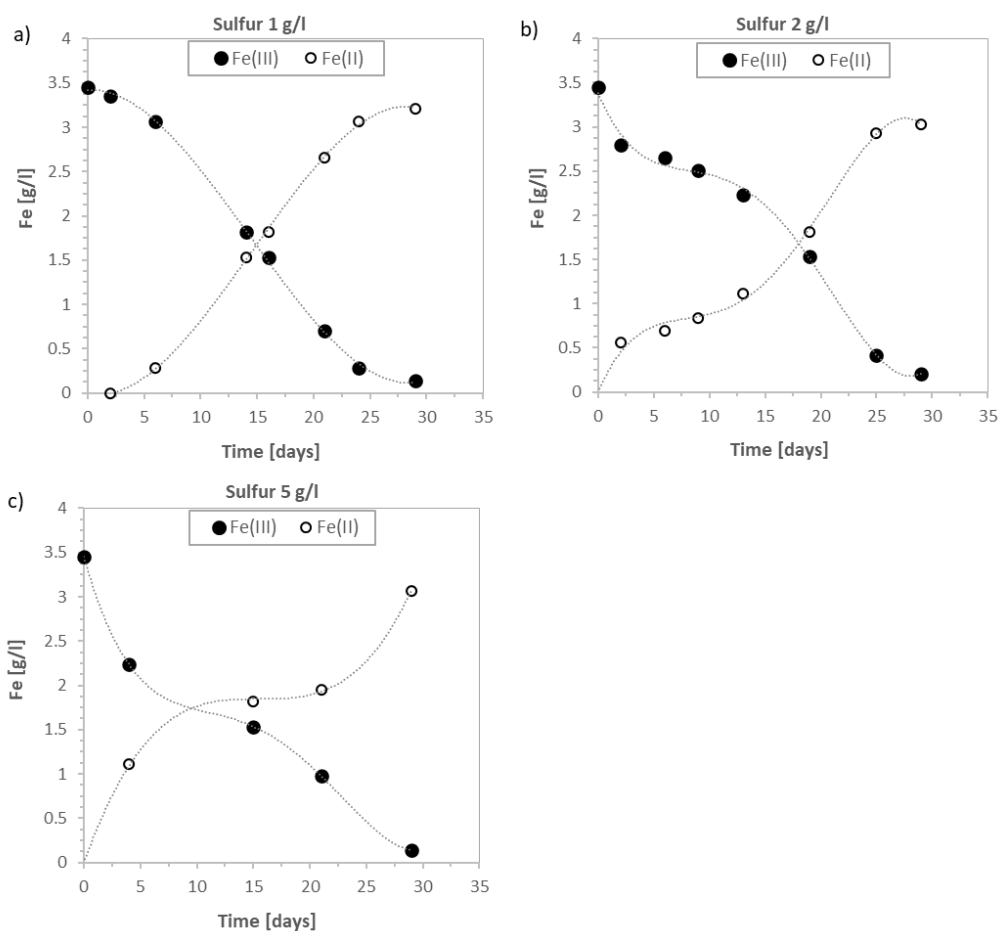 a)
Sulfur 1 g/l
Fe(III) Fe(II)
4
3.5
3
2.5
2
1.5
1
0.5
0
Fe [g/l]
0 5 10 15 20 25 30 35
Time [days]
b)
Sulfur 2 g/l
Fe(III) Fe(II)
4
3.5
3
2.5
2
1.5
1
0.5
0
Fe [g/l]
0 5 10 15 20 25 30 35
Time [days]
c)
Sulfur 5 g/l
Fe(III) Fe(II)
4
3.5
3
2.5
2
1.5
1
0.5
0
Fe [g/l]
0 5 10 15 20 25 30 35
Time [days]